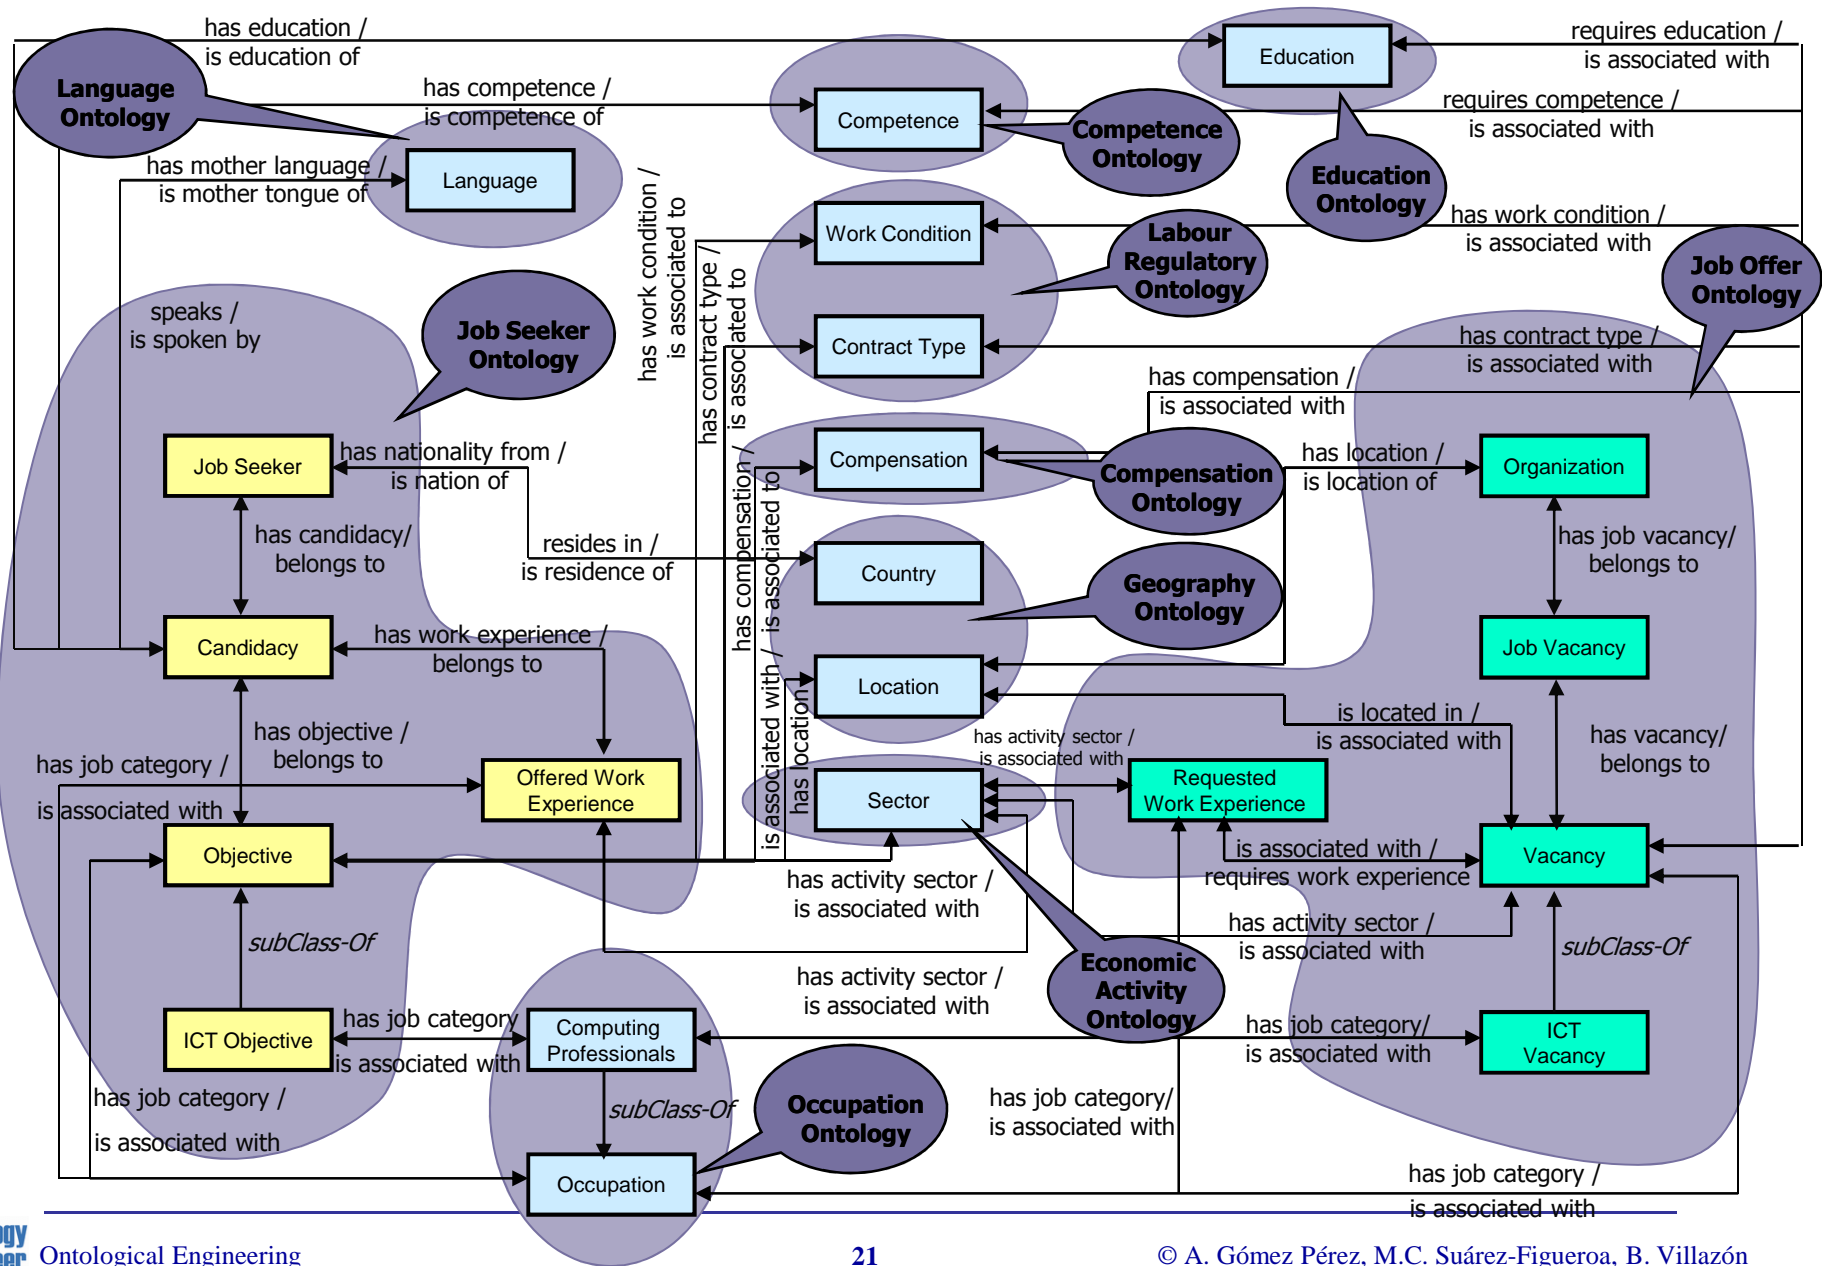 has education /
is education of
requires education /
is associated with
Education
Language
Ontology
has competence /
is competence of
Competence
requires competence /
is associated with
Competence
Ontology
has mother language /
is mother tongue of
Language
Education
Ontology
has work condition /
is associated to
Work Condition
has work condition /
is associated with
Labour
Regulatory
Ontology
Job Offer
Ontology
has contract type /
is associated to
speaks /
is spoken by
Job Seeker
Ontology
Contract Type
has contract type /
is associated with
has compensation /
is associated with
Job Seeker
has nationality from /
is nation of
has compensation /
is associated to
Compensation
Compensation
Ontology
has location /
is location of
Organization
has candidacy/
belongs to
resides in /
is residence of
Country
Geography
Ontology
has job vacancy/
belongs to
Candidacy
has work experience /
belongs to
Job Vacancy
is associated with /
has location
Location
is located in /
is associated with
has objective /
belongs to
has vacancy/
belongs to
has job category /
is associated with
Offered Work
Experience
Sector
has activity sector /
is associated with
Requested
Work Experience
Objective
is associated with /
requires work experience
Vacancy
has activity sector /
is associated with
subClass-Of
has activity sector /
is associated with
subClass-Of
has activity sector /
is associated with
Economic
Activity
Ontology
ICT Objective
has job category
is associated with
Computing
Professionals
has job category/
is associated with
ICT
Vacancy
has job category /
is associated with
subClass-Of
Occupation
Ontology
has job category/
is associated with
Occupation
has job category /
is associated with
Ontological Engineering
21
© A. Gómez Pérez, M.C. Suárez-Figueroa, B. Villazón